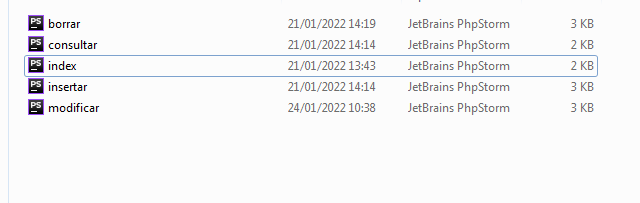 borrar 21/01/2022 14:19 JetBrains PhpStorm 3 KB
consultar 21/01/2022 14:14 JetBrains PhpStorm 2 KB
index 21/01/2022 13:43 JetBrains PhpStorm 2 KB
insertar 21/01/2022 14:14 JetBrains PhpStorm 3 KB
modificar 24/01/2022 10:38 JetBrains PhpStorm 3 KB